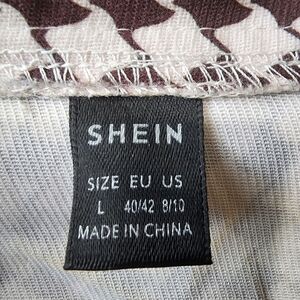 SHEIN
SIZE EU US
L 40/42 8/10
MADE IN CHINA